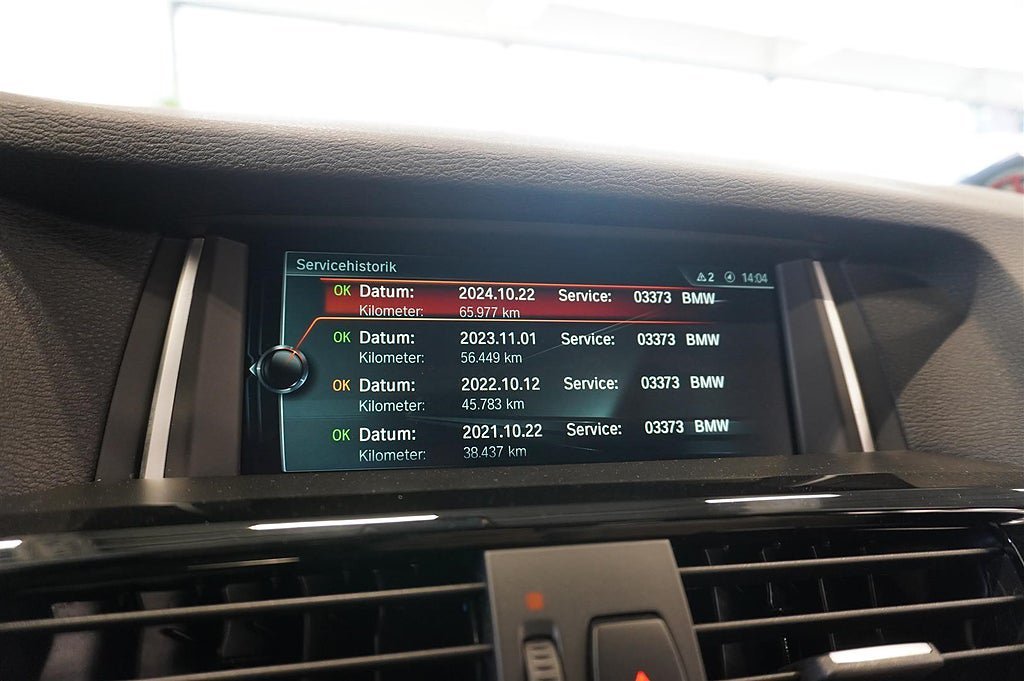 Servicehistorik
2 14:04
OK Datum: 2024.10.22 Service: 03373 BMW
Kilometer: 65.977 km
OK Datum: 2023.11.01 Service: 03373 BMW
Kilometer: 56.449 km
OK Datum: 2022.10.12 Service: 03373 BMW
Kilometer: 45.783 km
OK Datum: 2021.10.22 Service: 03373 BMW
Kilometer: 38.437 km